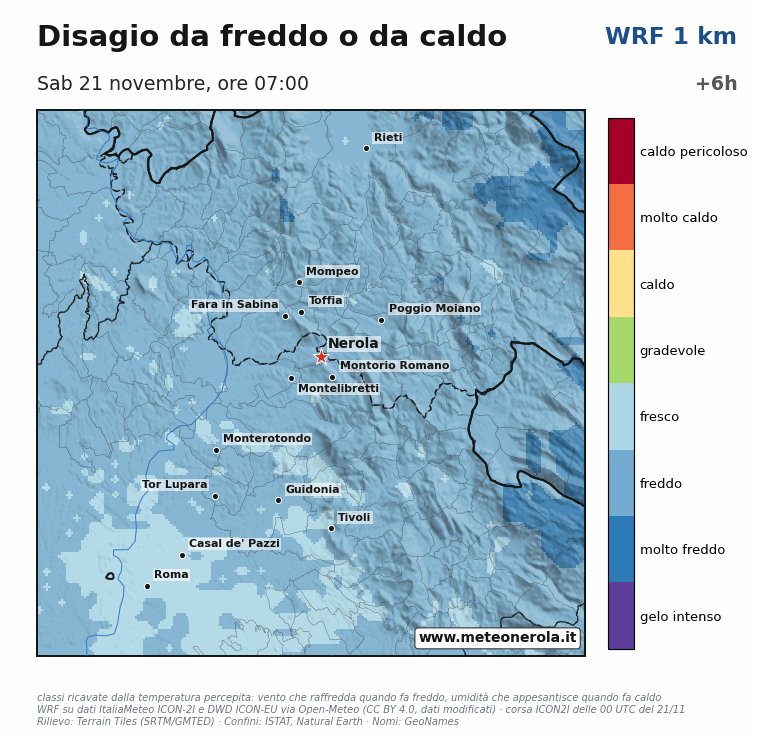 Disagio da freddo o da caldo
WRF 1 km
Sab 21 novembre, ore 07:00
+6h
Rieti
Mompeo
Toffia
Fara in Sabina
Poggio Moiano
Nerola
Montorio Romano
Montelibretti
Monterotondo
Tor Lupara
Guidonia
Tivoli
Casal de' Pazzi
Roma
www.meteonerola.it
caldo pericoloso
molto caldo
caldo
gradevole
fresco
freddo
molto freddo
gelo intenso
classi ricavate dalla temperatura percepita: vento che raffredda quando fa freddo, umidità che appesantisce quando fa caldo
WRF su dati ItaliaMeteo ICON-2I e DWD ICON-EU via Open-Meteo (CC BY 4.0, dati modificati) · corsa ICON2I delle 00 UTC del 21/11
Rilievo: Terrain Tiles (SRTM/GMTED) · Confini: ISTAT, Natural Earth · Nomi: GeoNames